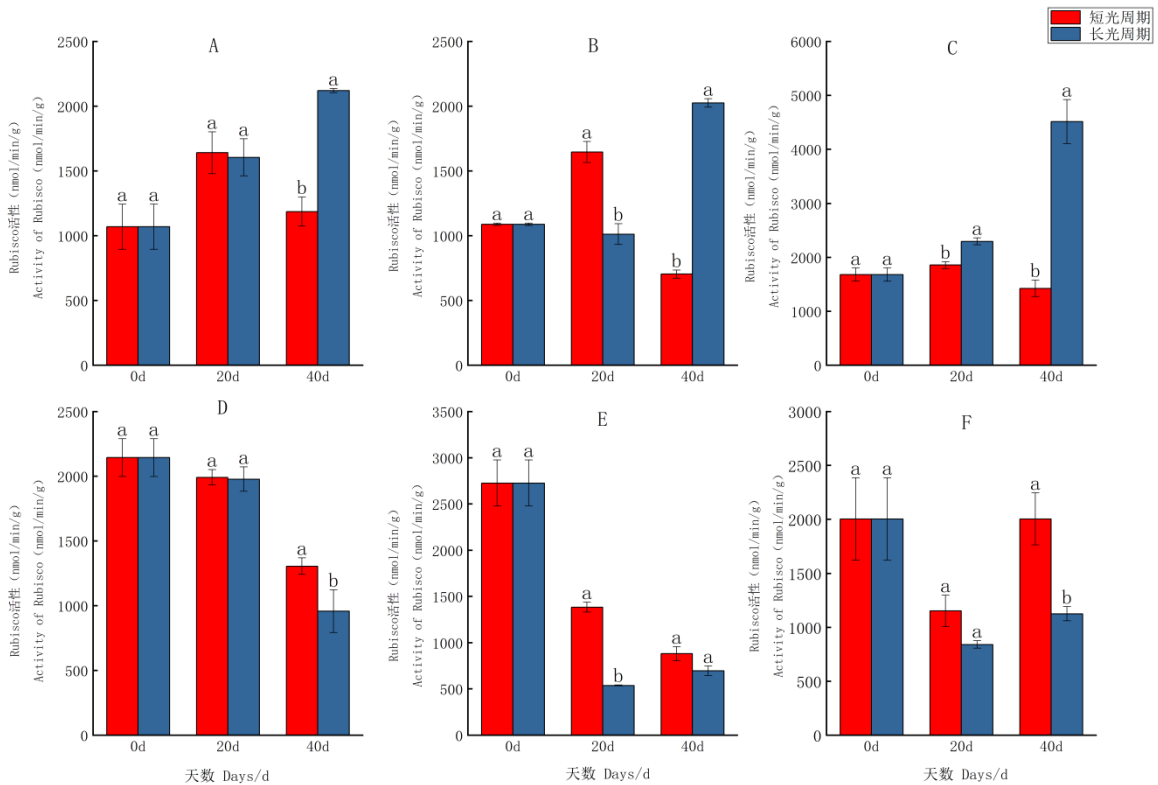 短光周期
长光周期
A
Rubisco活性 (nmol/min/g)
Activity of Rubisco (nmol/min/g)
2500
2000
1500
1000
500
0
a a
a a
b a
0d 20d 40d
B
Rubisco活性 (nmol/min/g)
Activity of Rubisco (nmol/min/g)
2500
2000
1500
1000
500
0
a a
a b
b a
0d 20d 40d
C
Rubisco活性 (nmol/min/g)
Activity of Rubisco (nmol/min/g)
6000
5000
4000
3000
2000
1000
0
a a
b a
b a
0d 20d 40d
D
Rubisco活性 (nmol/min/g)
Activity of Rubisco (nmol/min/g)
2500
2000
1500
1000
500
0
a a
a a
a b
0d 20d 40d
天数 Days/d
E
Rubisco活性 (nmol/min/g)
Activity of Rubisco (nmol/min/g)
3500
3000
2500
2000
1500
1000
500
0
a a
a b
a a
0d 20d 40d
天数 Days/d
F
Rubisco活性 (nmol/min/g)
Activity of Rubisco (nmol/min/g)
3000
2500
2000
1500
1000
500
0
a a
a a
a b
0d 20d 40d
天数 Days/d